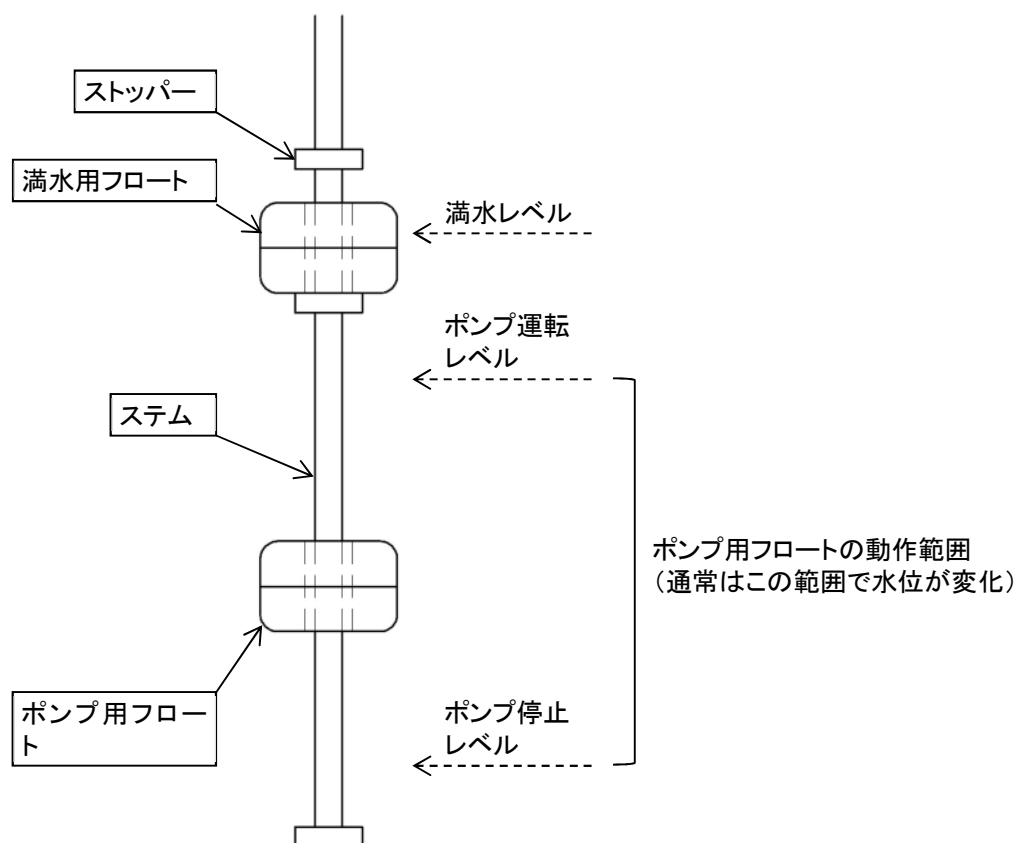 ストッパー
満水用フロート
満水レベル
ポンプ運転
レベル
ステム
ポンプ用フロートの動作範囲
（通常はこの範囲で水位が変化）
ポンプ用フロー
ト
ポンプ停止
レベル